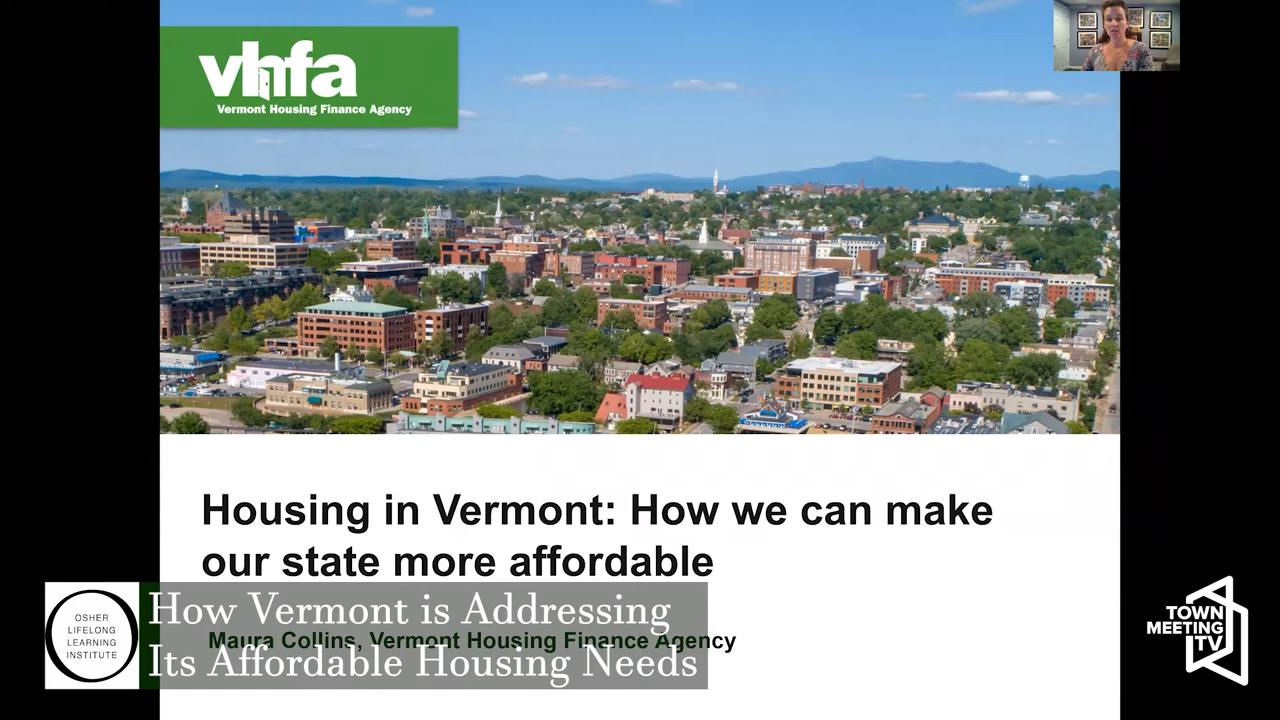 vhfa
Vermont Housing Finance Agency
Housing in Vermont: How we can make
our state more affordable
Maura Collins, Vermont Housing Finance Agency
OSHER
LIFELONG
LEARNING
INSTITUTE
How Vermont is Addressing
Its Affordable Housing Needs
TOWN
MEETING
TV